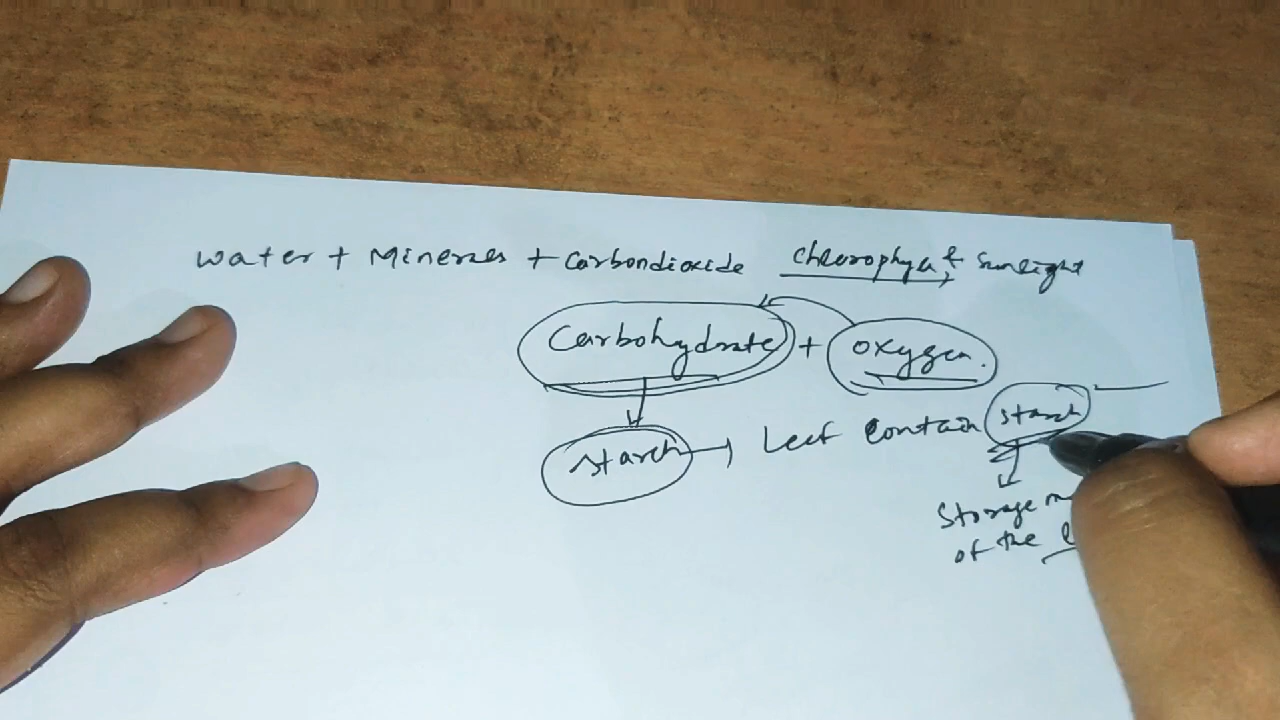 Water + Minerals + Carbondioxide chlorophyll & Sunlight
Carbohydrate + oxygen.
Starch → Leaf Contain Starch
Storage
of the